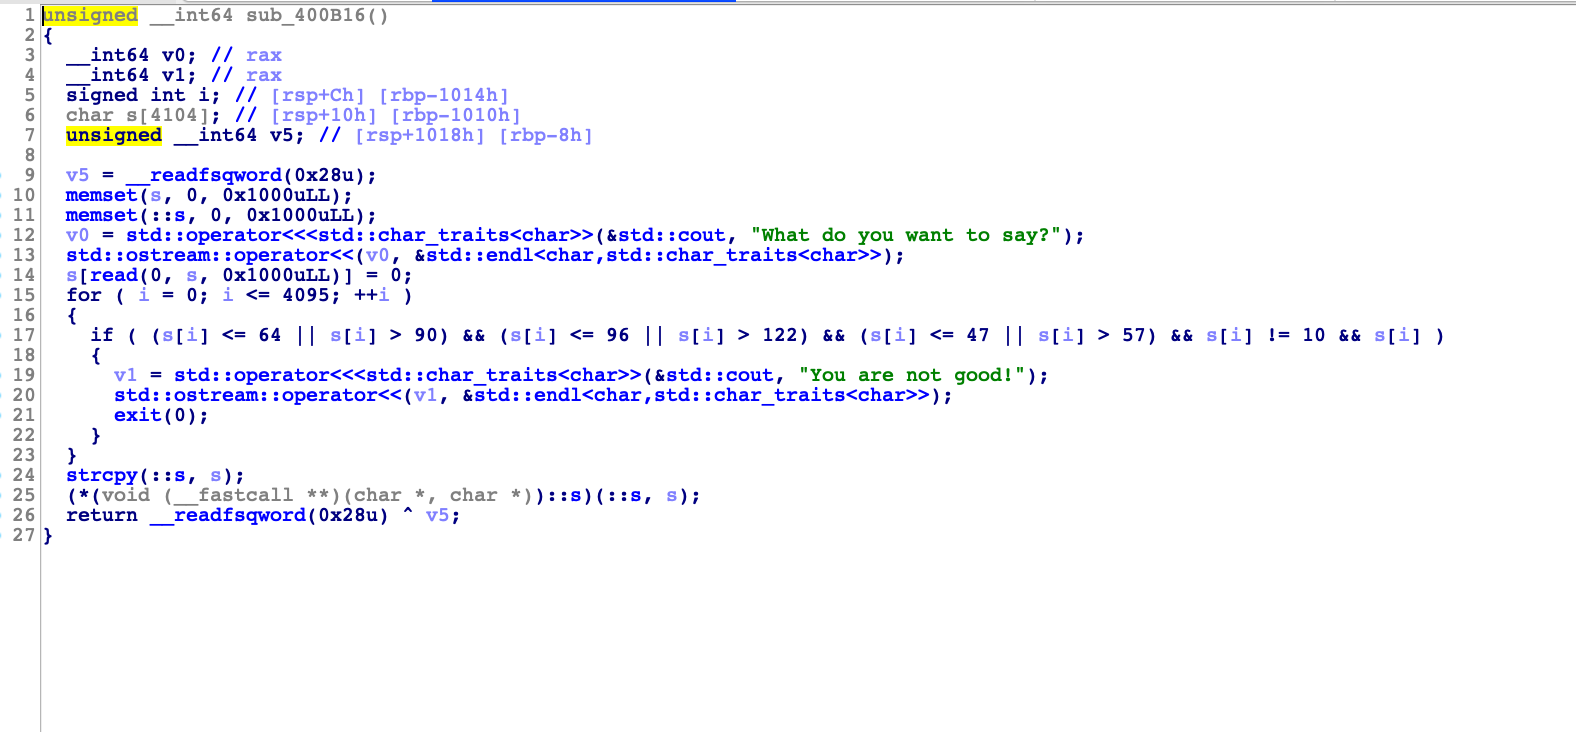 1 unsigned __int64 sub_400B16()
2 {
3   __int64 v0; // rax
4   __int64 v1; // rax
5   signed int i; // [rsp+Ch] [rbp-1014h]
6   char s[4104]; // [rsp+10h] [rbp-1010h]
7   unsigned __int64 v5; // [rsp+1018h] [rbp-8h]
8
9   v5 = __readfsqword(0x28u);
10   memset(s, 0, 0x1000uLL);
11   memset(::s, 0, 0x1000uLL);
12   v0 = std::operator<<<std::char_traits<char>>(&std::cout, "What do you want to say?");
13   std::ostream::operator<<(v0, &std::endl<char,std::char_traits<char>>);
14   s[read(0, s, 0x1000uLL)] = 0;
15   for ( i = 0; i <= 4095; ++i )
16   {
17     if ( (s[i] <= 64 || s[i] > 90) && (s[i] <= 96 || s[i] > 122) && (s[i] <= 47 || s[i] > 57) && s[i] != 10 && s[i] )
18     {
19       v1 = std::operator<<<std::char_traits<char>>(&std::cout, "You are not good!");
20       std::ostream::operator<<(v1, &std::endl<char,std::char_traits<char>>);
21       exit(0);
22     }
23   }
24   strcpy(::s, s);
25   (*(void (__fastcall **)(char *, char *))::s)(::s, s);
26   return __readfsqword(0x28u) ^ v5;
27 }